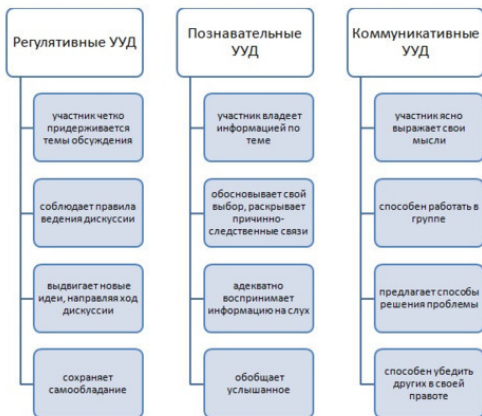 Регулятивные УУД
участник четко
придерживается
темы обсуждения
соблюдает правила
ведения дискуссии
выдвигает новые
идеи, направляя ход
дискуссии
сохраняет
самообладание
Познавательные
УУД
участник владеет
информацией по
теме
обосновывает свой
выбор, раскрывает
причинно-
следственные связи
адекватно
воспринимает
информацию на слух
обобщает
услышанное
Коммуникативные
УУД
участник ясно
выражает свои
мысли
способен работать в
группе
предлагает способы
решения проблемы
способен убедить
других в своей
правоте